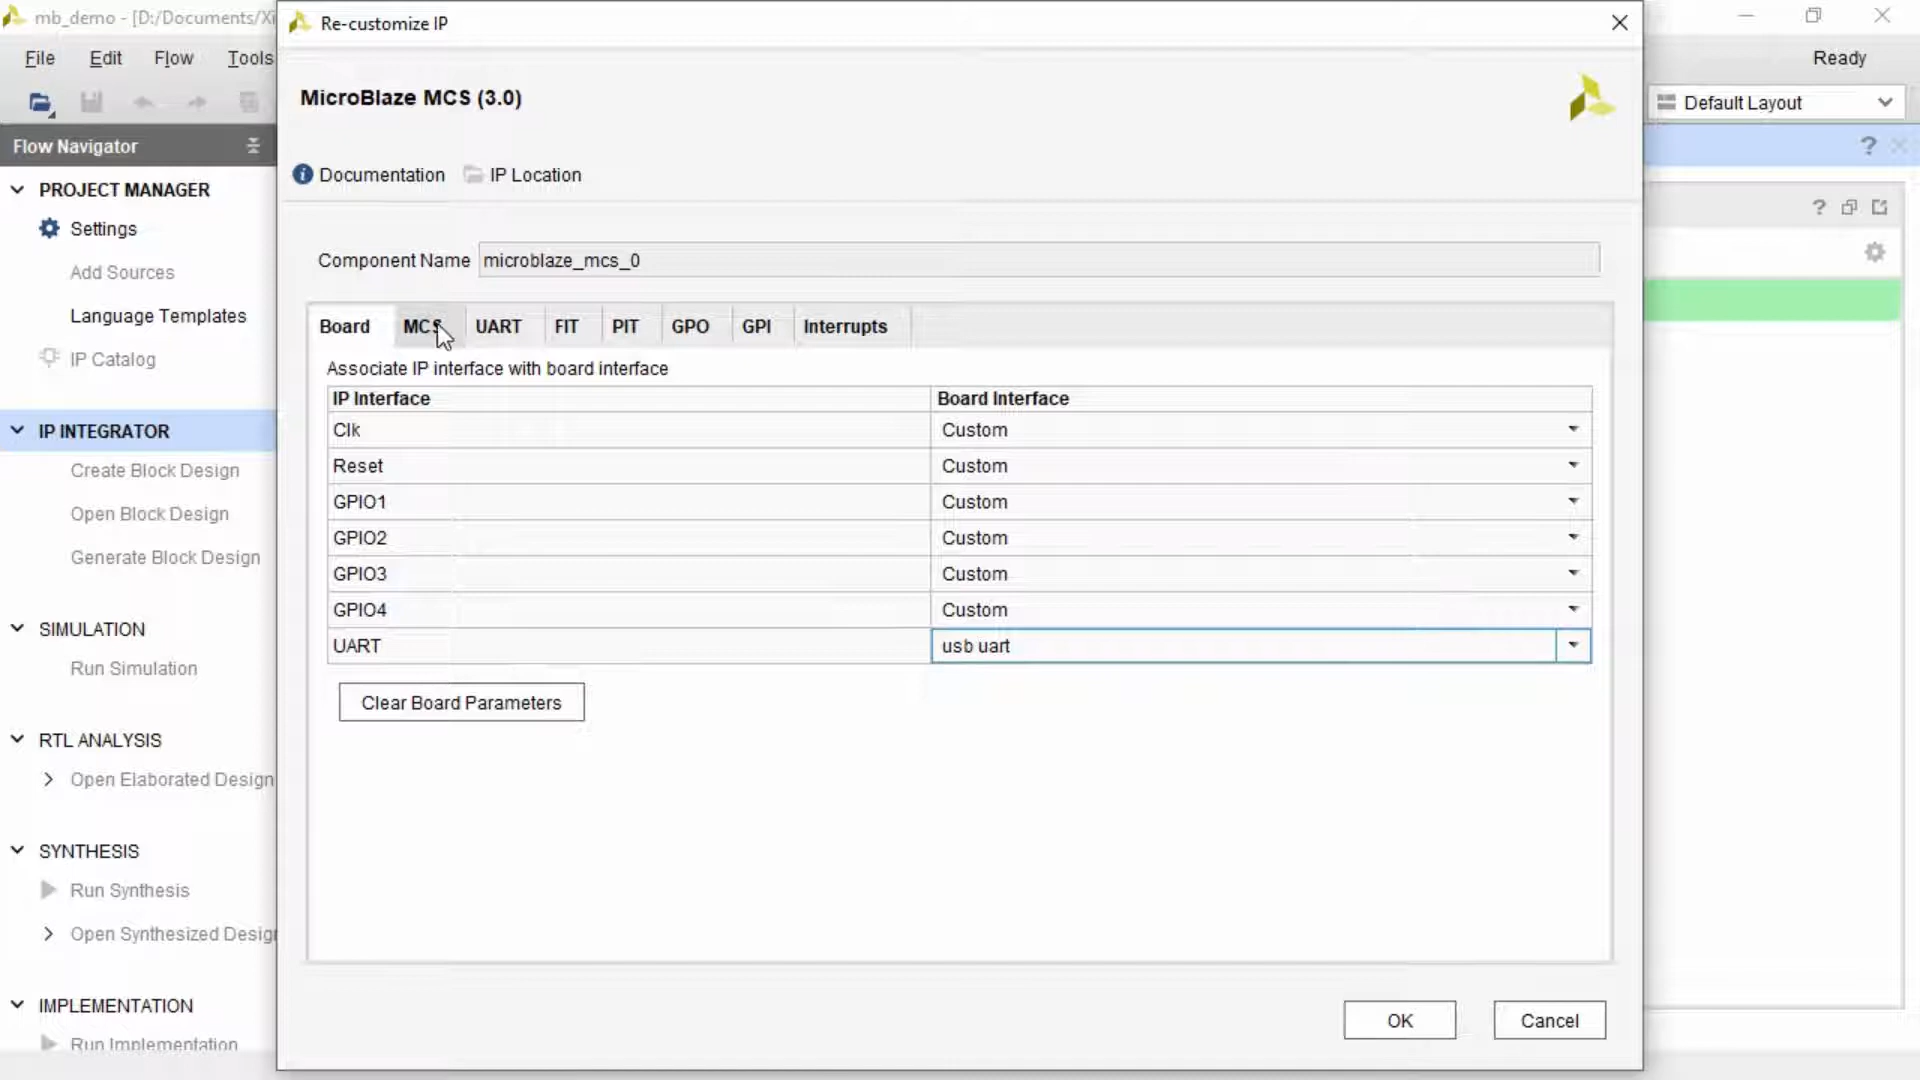 mb_demo - [D:/Documents/Xi
Re-customize IP
File Edit Flow Tools
Ready
MicroBlaze MCS (3.0)
Default Layout
Flow Navigator
?
Documentation IP Location
PROJECT MANAGER
Settings
?
Add Sources
Component Name microblaze_mcs_0
Language Templates
Board MCS UART FIT PIT GPO GPI Interrupts
IP Catalog
Associate IP interface with board interface
IP Interface Board Interface
Clk Custom
IP INTEGRATOR
Reset Custom
Create Block Design
GPIO1 Custom
Open Block Design
GPIO2 Custom
Generate Block Design
GPIO3 Custom
GPIO4 Custom
SIMULATION
UART usb uart
Run Simulation
Clear Board Parameters
RTL ANALYSIS
Open Elaborated Design
SYNTHESIS
Run Synthesis
Open Synthesized Desig
IMPLEMENTATION
OK Cancel
Run Implementation